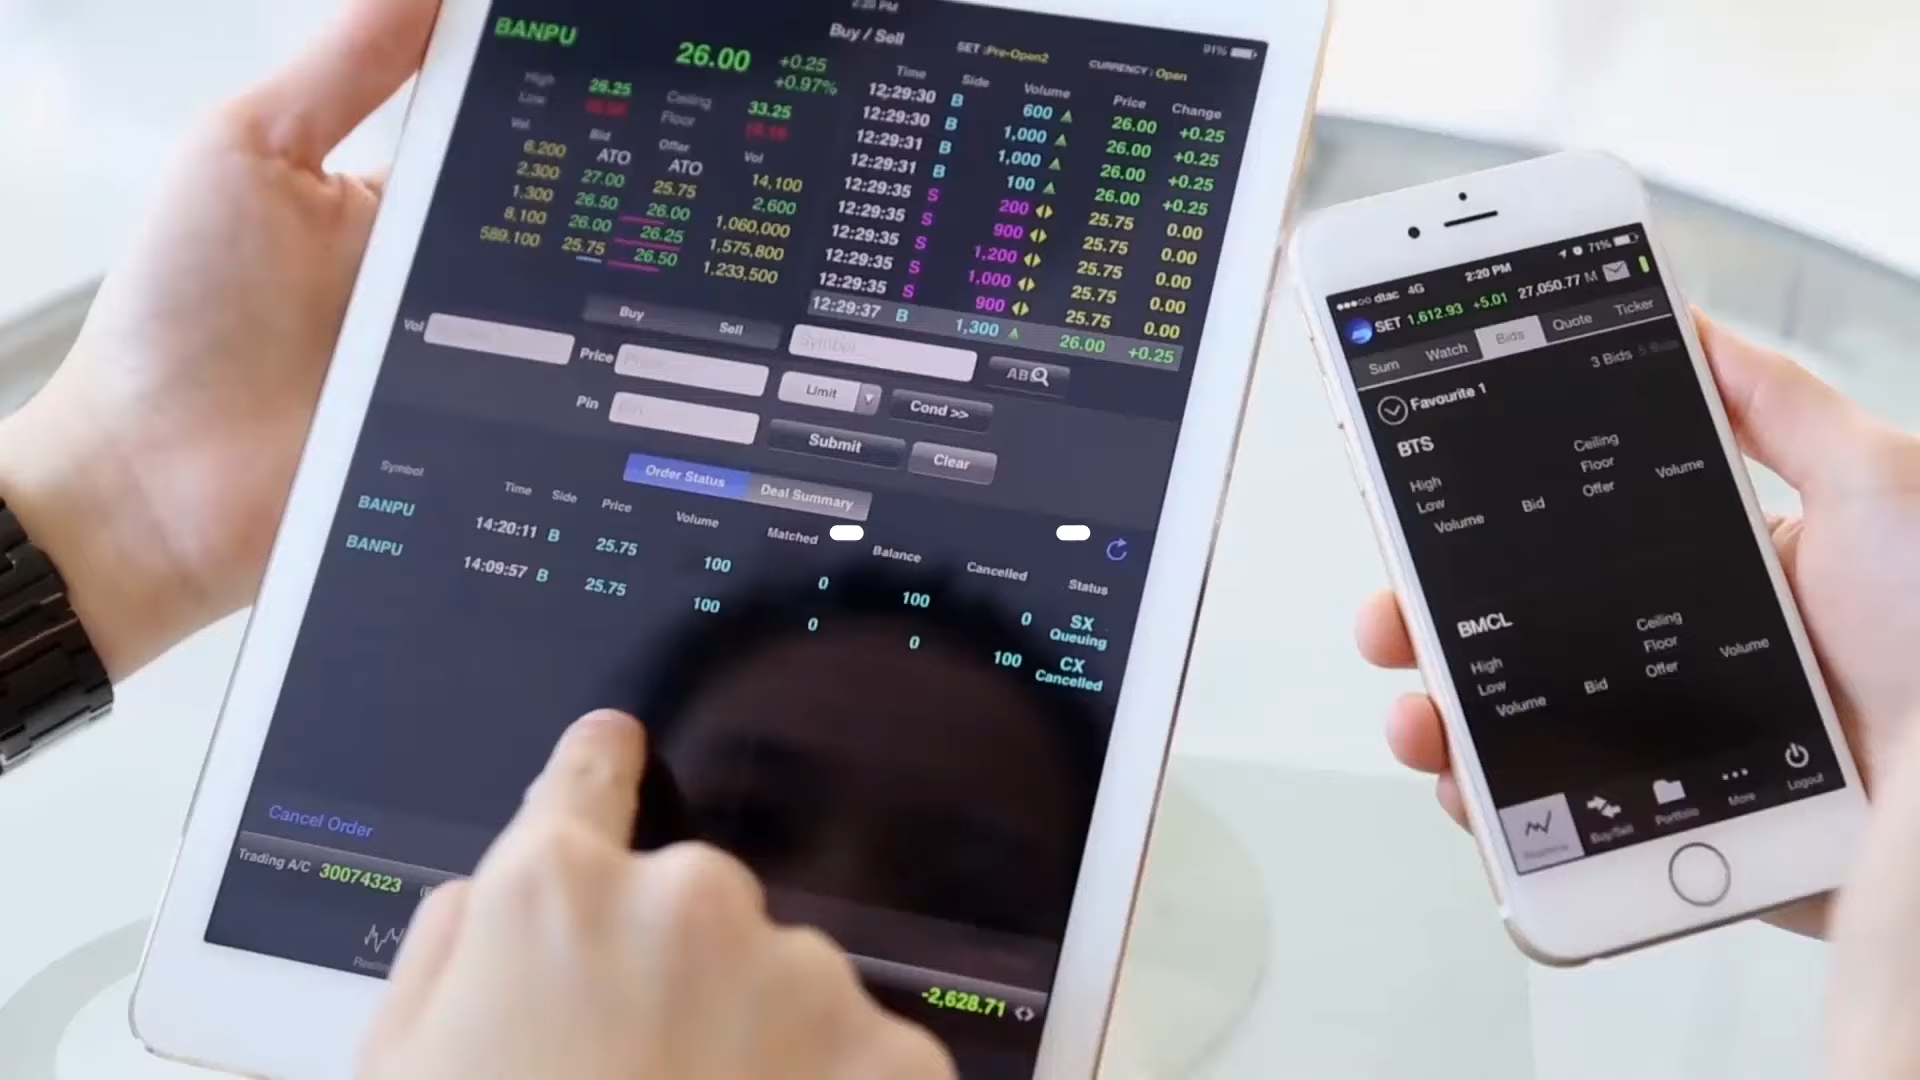 2:20 PM
BANPU
26.00
+0.25
+0.97%
Buy / Sell
SET :Pre-Open2
CURRENCY : Open
91%
High 26.25 Ceiling 33.25
Low Floor
Vol Bid Offer Vol
6,200 ATO ATO 14,100
2,300 27.00 25.75 2,600
1,300 26.50 26.00 1,060,000
8,100 26.00 26.25 1,575,800
589,100 25.75 26.50 1,233,500
Time Side Volume Price Change
12:29:30 B 600 26.00 +0.25
12:29:30 B 1,000 26.00 +0.25
12:29:31 B 1,000 26.00 +0.25
12:29:31 B 100 26.00 +0.25
12:29:35 S 200 25.75 0.00
12:29:35 S 900 25.75 0.00
12:29:35 S 1,200 25.75 0.00
12:29:35 S 1,000 25.75 0.00
12:29:35 S 900 25.75 0.00
12:29:37 B 1,300 26.00 +0.25
Buy Sell
Vol Price Symbol
Limit Cond >>
Pin
Submit Clear
Order Status Deal Summary
Symbol Time Side Price Volume Matched Balance Cancelled Status
BANPU 14:20:11 B 25.75 100 0 100 0 SX
Queuing
BANPU 14:09:57 B 25.75 100 0 0 100 CX
Cancelled
Cancel Order
Trading A/C 30074323
-2,628.71
dtac 4G 2:20 PM 71%
SET 1,612.93 +5.01 27,050.77 M
Sum Watch Bids Quote Ticker
3 Bids
Favourite 1
BTS
High Ceiling
Low Floor
Volume Bid Offer Volume
BMCL
High Ceiling
Low Floor
Volume Bid Offer Volume
Buy/Sell Portfolio More Logout